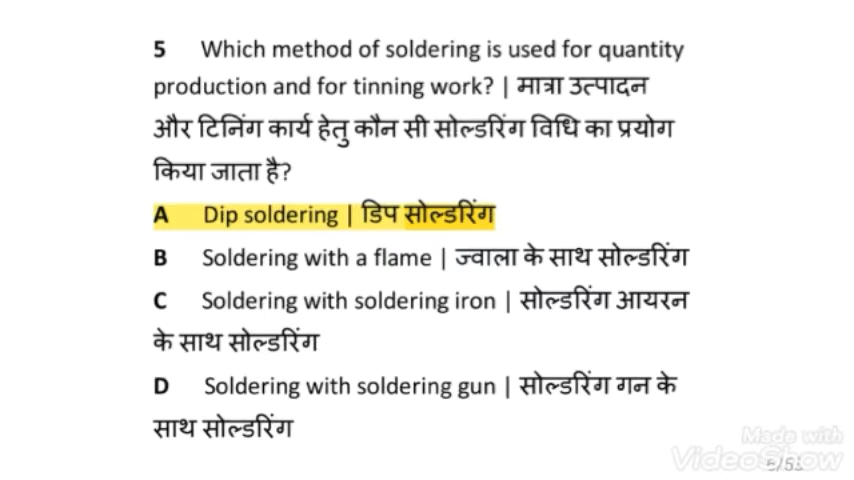 5 Which method of soldering is used for quantity
production and for tinning work? | मात्रा उत्पादन
और टिनिंग कार्य हेतु कौन सी सोल्डरिंग विधि का प्रयोग
किया जाता है?
A Dip soldering | डिप सोल्डरिंग
B Soldering with a flame | ज्वाला के साथ सोल्डरिंग
C Soldering with soldering iron | सोल्डरिंग आयरन
के साथ सोल्डरिंग
D Soldering with soldering gun | सोल्डरिंग गन के
साथ सोल्डरिंग
Made with
VideoShow